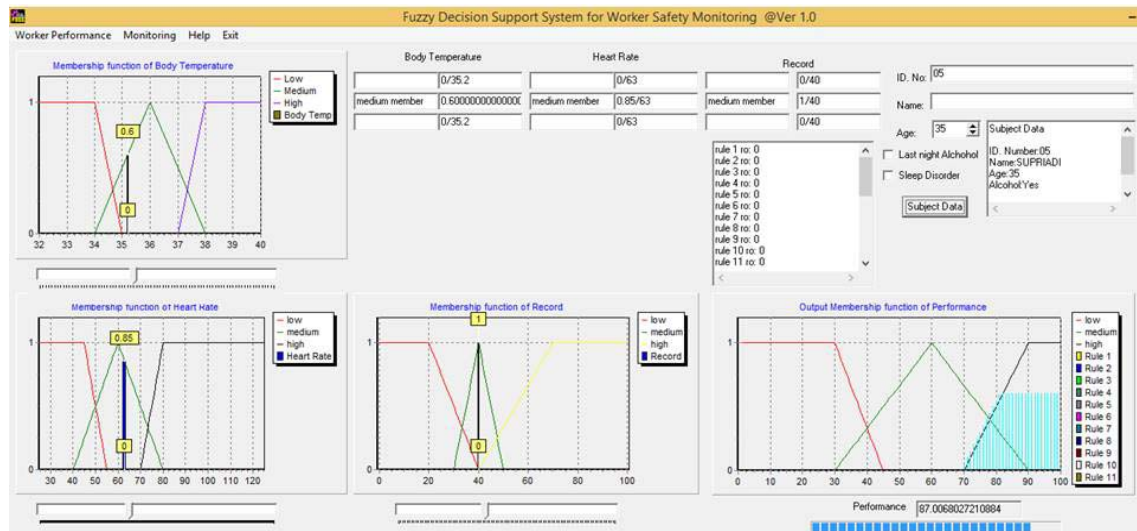 Fuzzy Decision Support System for Worker Safety Monitoring @Ver 1.0
Worker Performance Monitoring Help Exit
Membership function of Body Temperature
Low
Medium
High
Body Temp
1
0
0.6
0
32 33 34 35 36 37 38 39 40
Body Temperature
0/35.2
medium member 0.60000000000000
0/35.2
Heart Rate
0/63
medium member 0.85/63
0/63
Record
0/40
medium member 1/40
0/40
rule 1 ro: 0
rule 2 ro: 0
rule 3 ro: 0
rule 4 ro: 0
rule 5 ro: 0
rule 6 ro: 0
rule 7 ro: 0
rule 8 ro: 0
rule 9 ro: 0
rule 10 ro: 0
rule 11 ro: 0
ID. No: 05
Name:
Age: 35
Last night Alchohol
Sleep Disorder
Subject Data
Subject Data
ID. Number:05
Name:SUPRIADI
Age:35
Alcohol:Yes
Membership function of Heart Rate
low
medium
high
Heart Rate
1
0
0.85
0
30 40 50 60 70 80 90 100 110 120
Membership function of Record
low
medium
high
Record
1
0
1
0
0 20 40 60 80 100
Output Membership function of Performance
low
medium
high
Rule 1
Rule 2
Rule 3
Rule 4
Rule 5
Rule 6
Rule 7
Rule 8
Rule 9
Rule 10
Rule 11
1
0
0 10 20 30 40 50 60 70 80 90 100
Performance 87.0068027210884